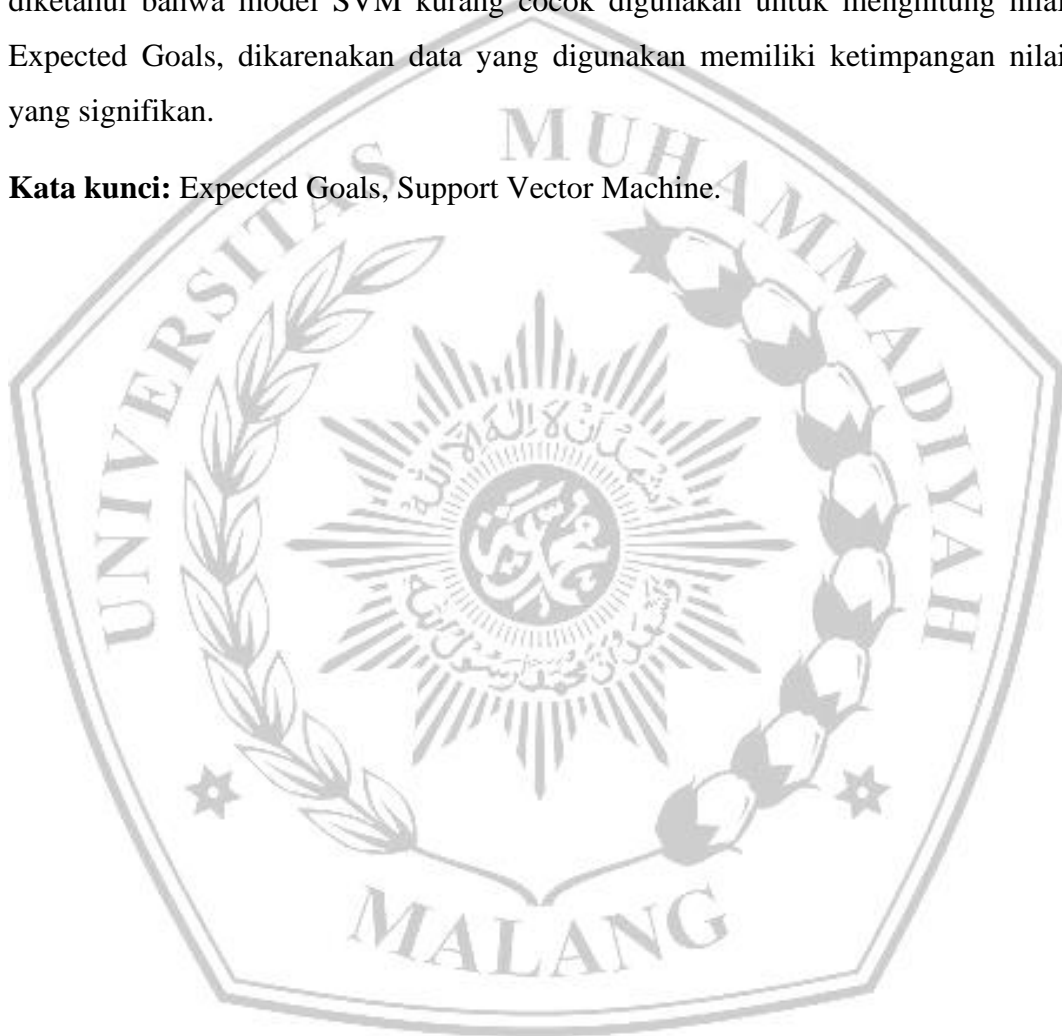 diketahui bahwa model SVM kurang cocok digunakan untuk menghitung nilai
Expected Goals, dikarenakan data yang digunakan memiliki ketimpangan nilai
yang signifikan.
Kata kunci: Expected Goals, Support Vector Machine.
UNIVERSITAS MUHAMMADIYAH
MALANG